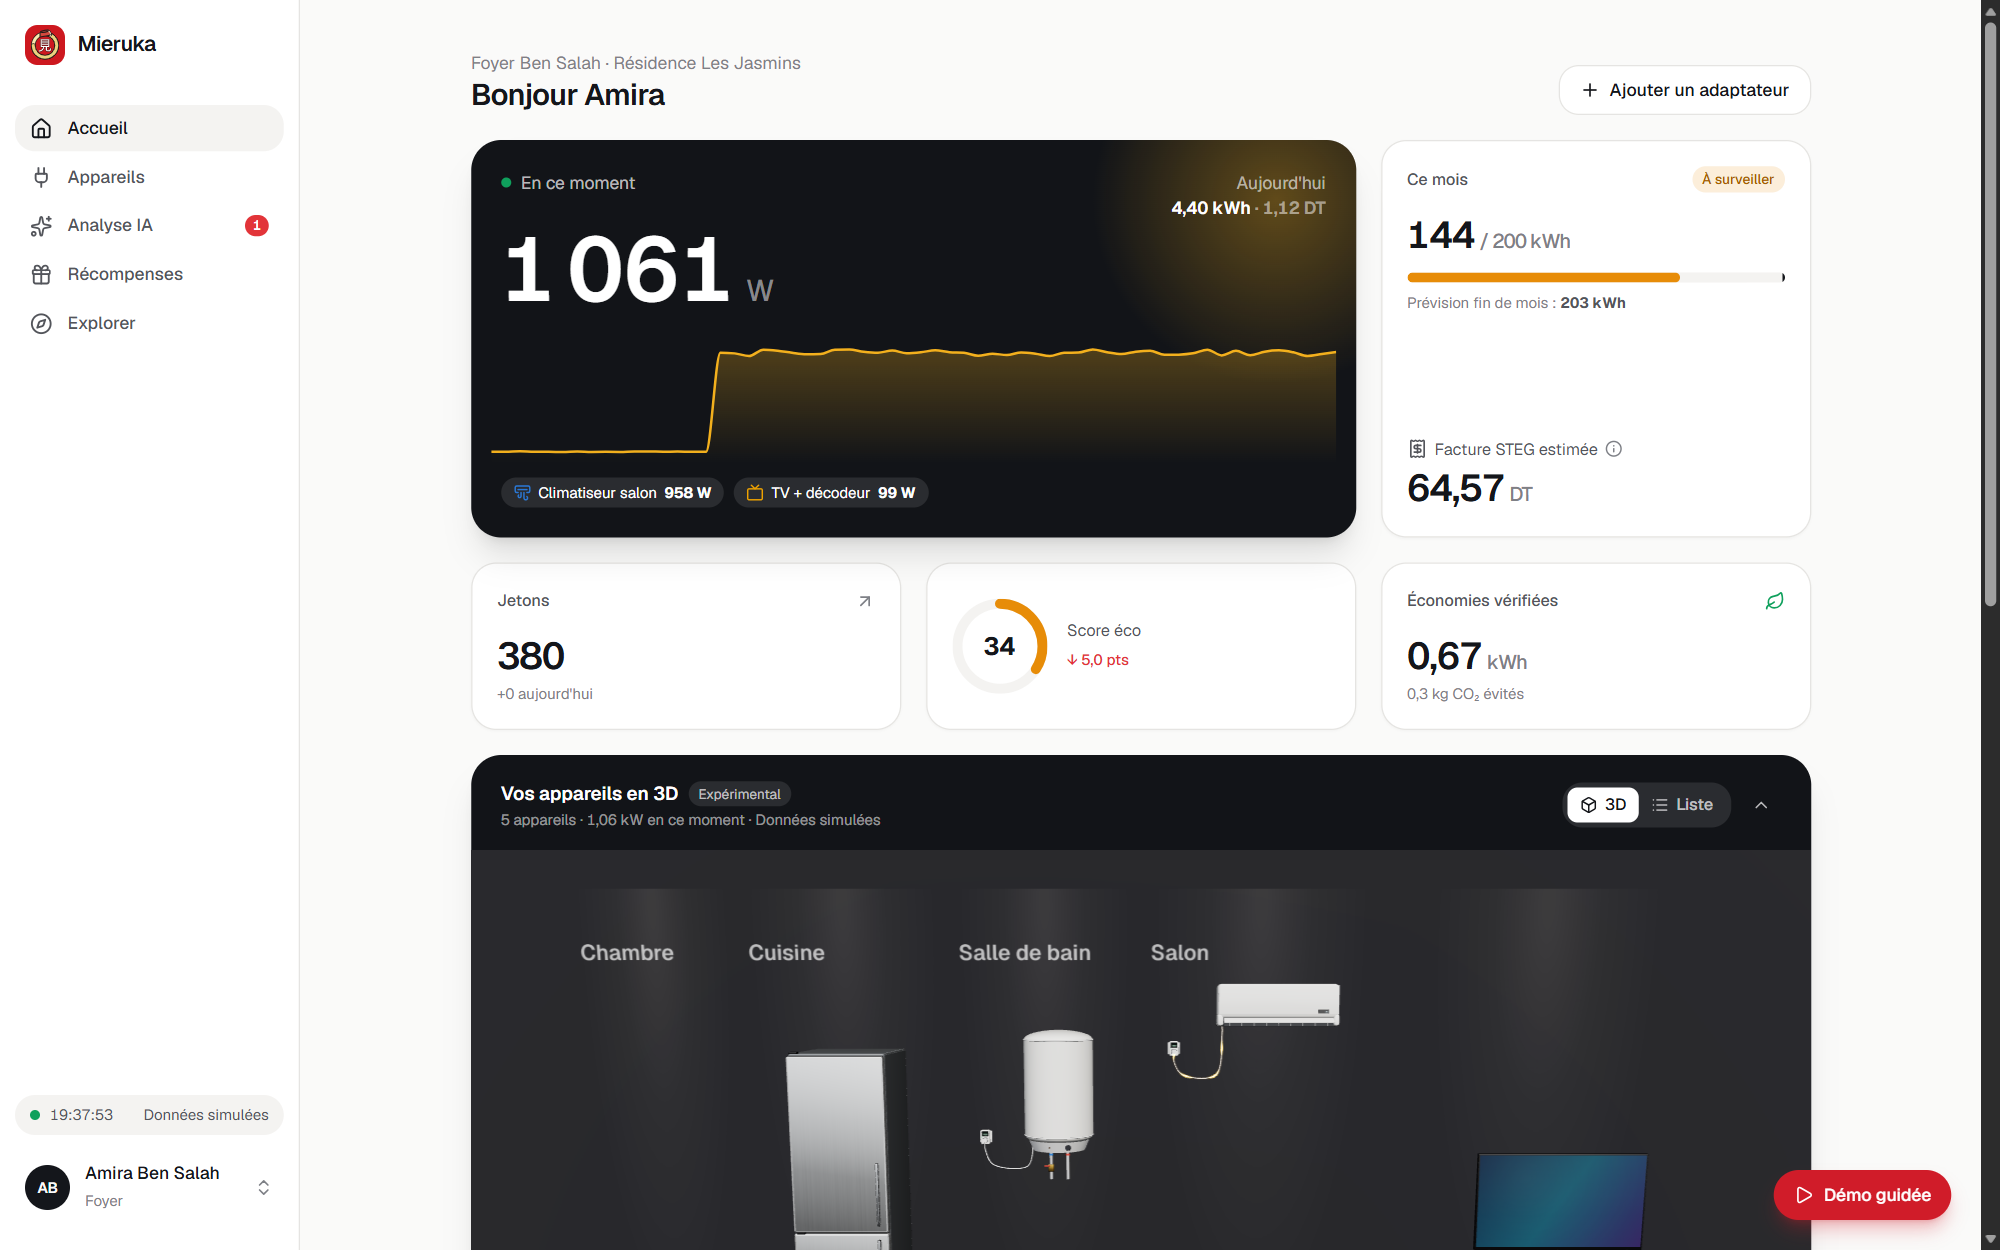 見
Mieruka
Accueil
Appareils
Analyse IA
1
Récompenses
Explorer
19:37:53
Données simulées
AB
Amira Ben Salah
Foyer
Foyer Ben Salah · Résidence Les Jasmins
Bonjour Amira
Ajouter un adaptateur
En ce moment
1 061 W
Aujourd'hui
4,40 kWh · 1,12 DT
Climatiseur salon 958 W
TV + décodeur 99 W
Ce mois
À surveiller
144 / 200 kWh
Prévision fin de mois : 203 kWh
Facture STEG estimée
64,57 DT
Jetons
380
+0 aujourd'hui
34
Score éco
↓ 5,0 pts
Économies vérifiées
0,67 kWh
0,3 kg CO₂ évités
Vos appareils en 3D
Expérimental
5 appareils · 1,06 kW en ce moment · Données simulées
3D
Liste
Chambre
Cuisine
Salle de bain
Salon
Démo guidée